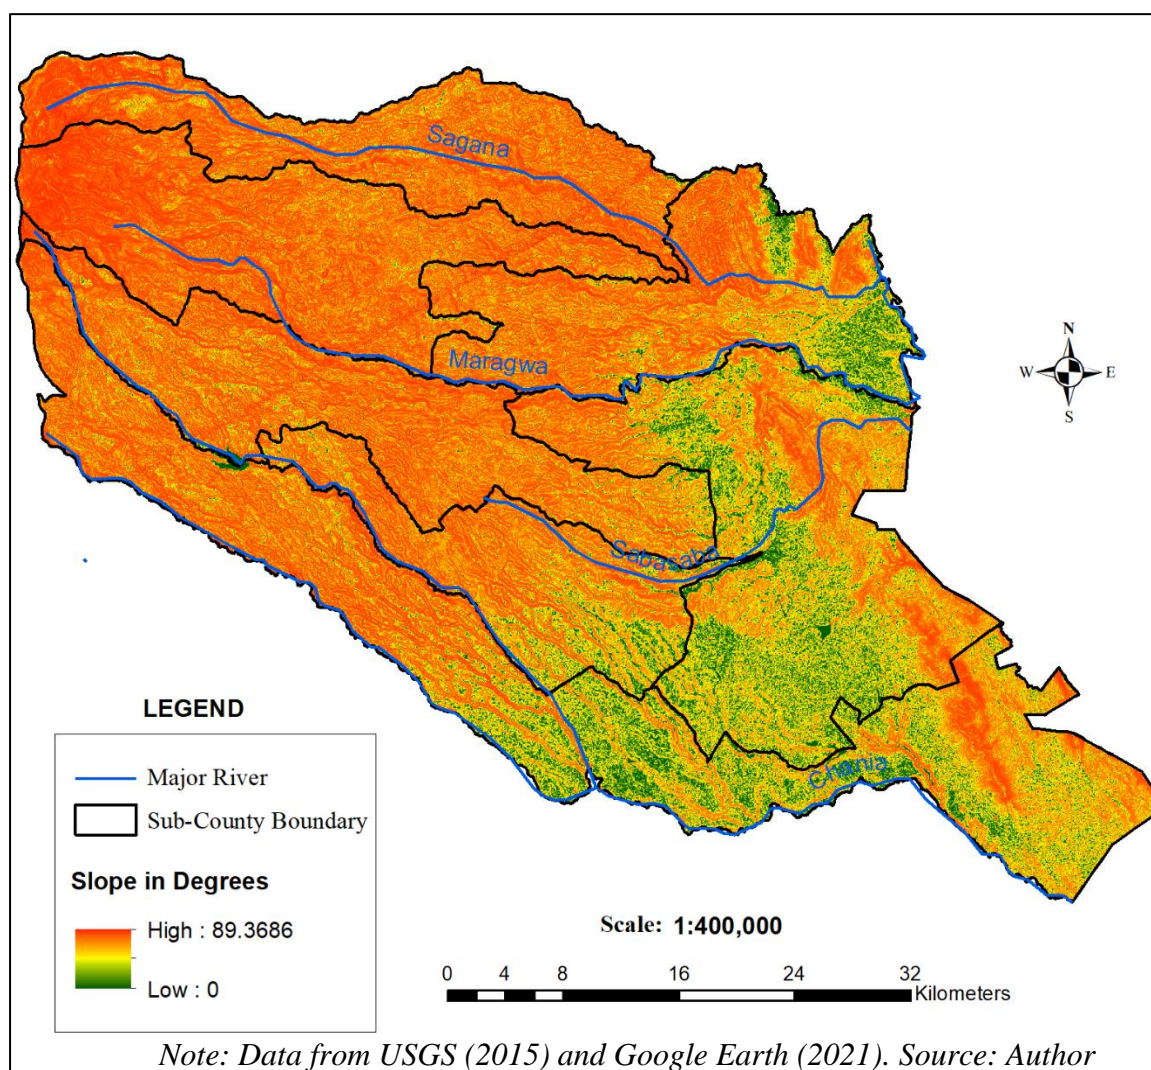 Sagana
Maragwa
Sabasaba
Chania
N
W
E
S
LEGEND
Major River
Sub-County Boundary
Slope in Degrees
High : 89.3686
Low : 0
Scale: 1:400,000
0 4 8 16 24 32
Kilometers
Note: Data from USGS (2015) and Google Earth (2021). Source: Author